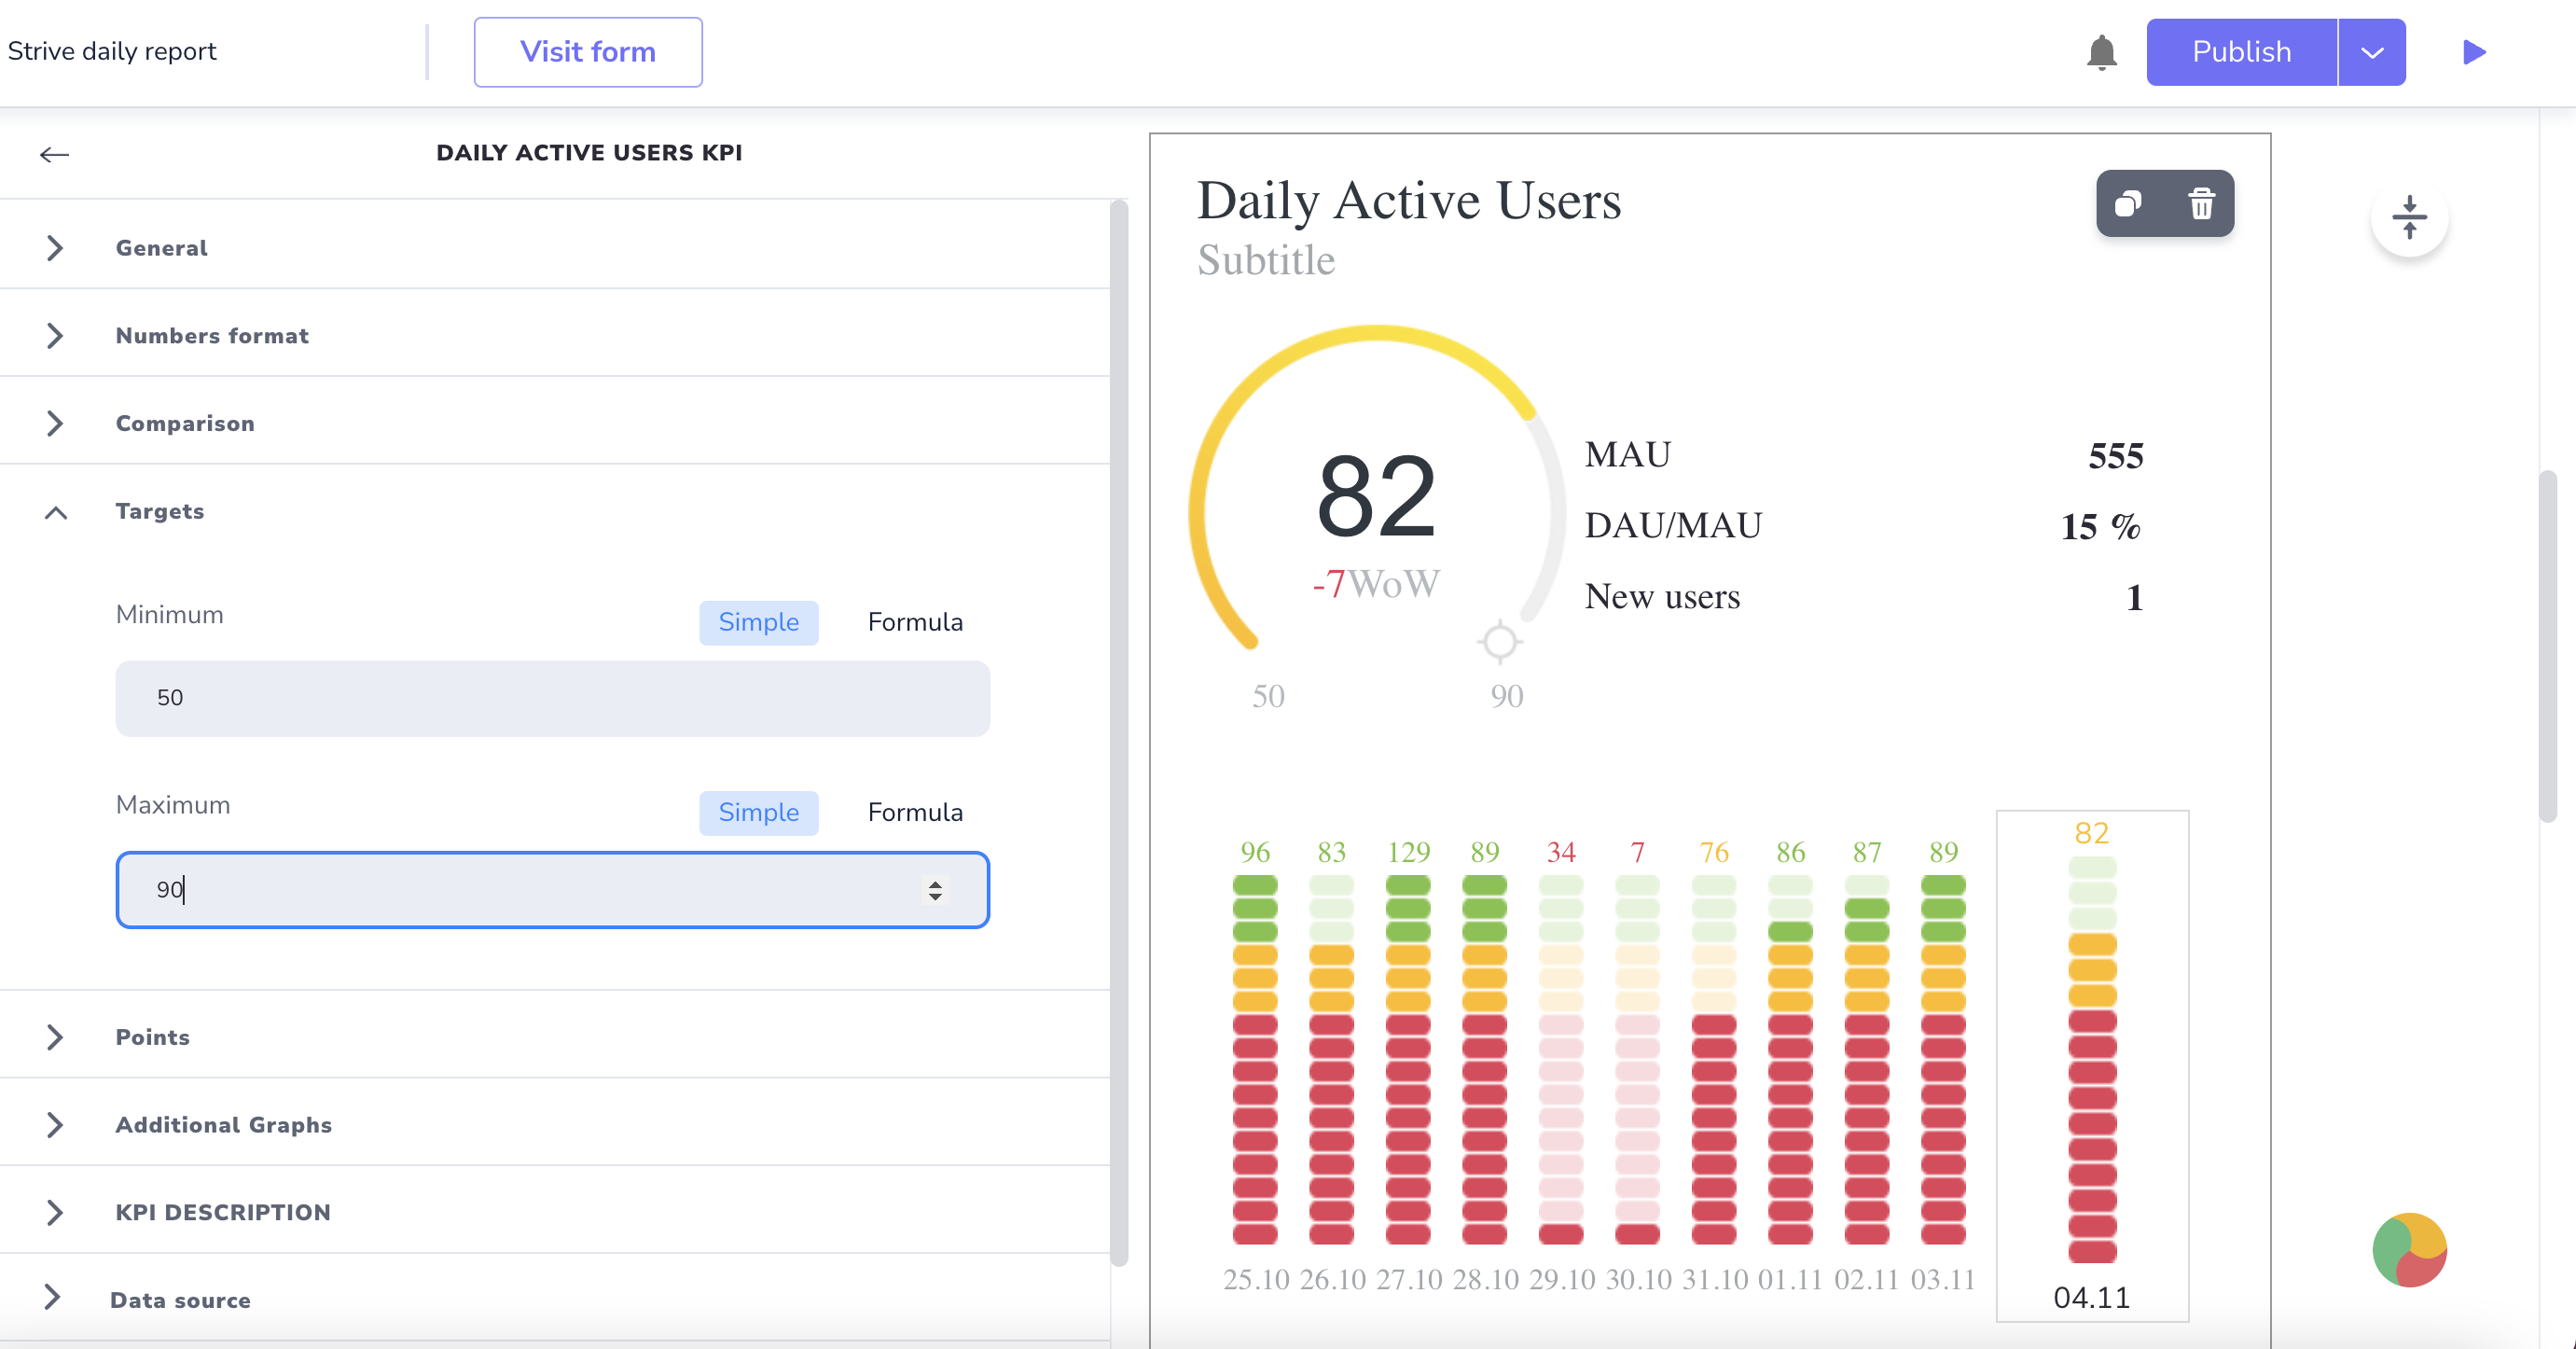 Strive daily report
Visit form
Publish
DAILY ACTIVE USERS KPI
General
Numbers format
Comparison
Targets
Minimum
Simple Formula
50
Maximum
Simple Formula
90
Points
Additional Graphs
KPI DESCRIPTION
Data source
Daily Active Users
Subtitle
82
-7WoW
50 90
MAU 555
DAU/MAU 15 %
New users 1
96 83 129 89 34 7 76 86 87 89 82
25.10 26.10 27.10 28.10 29.10 30.10 31.10 01.11 02.11 03.11 04.11